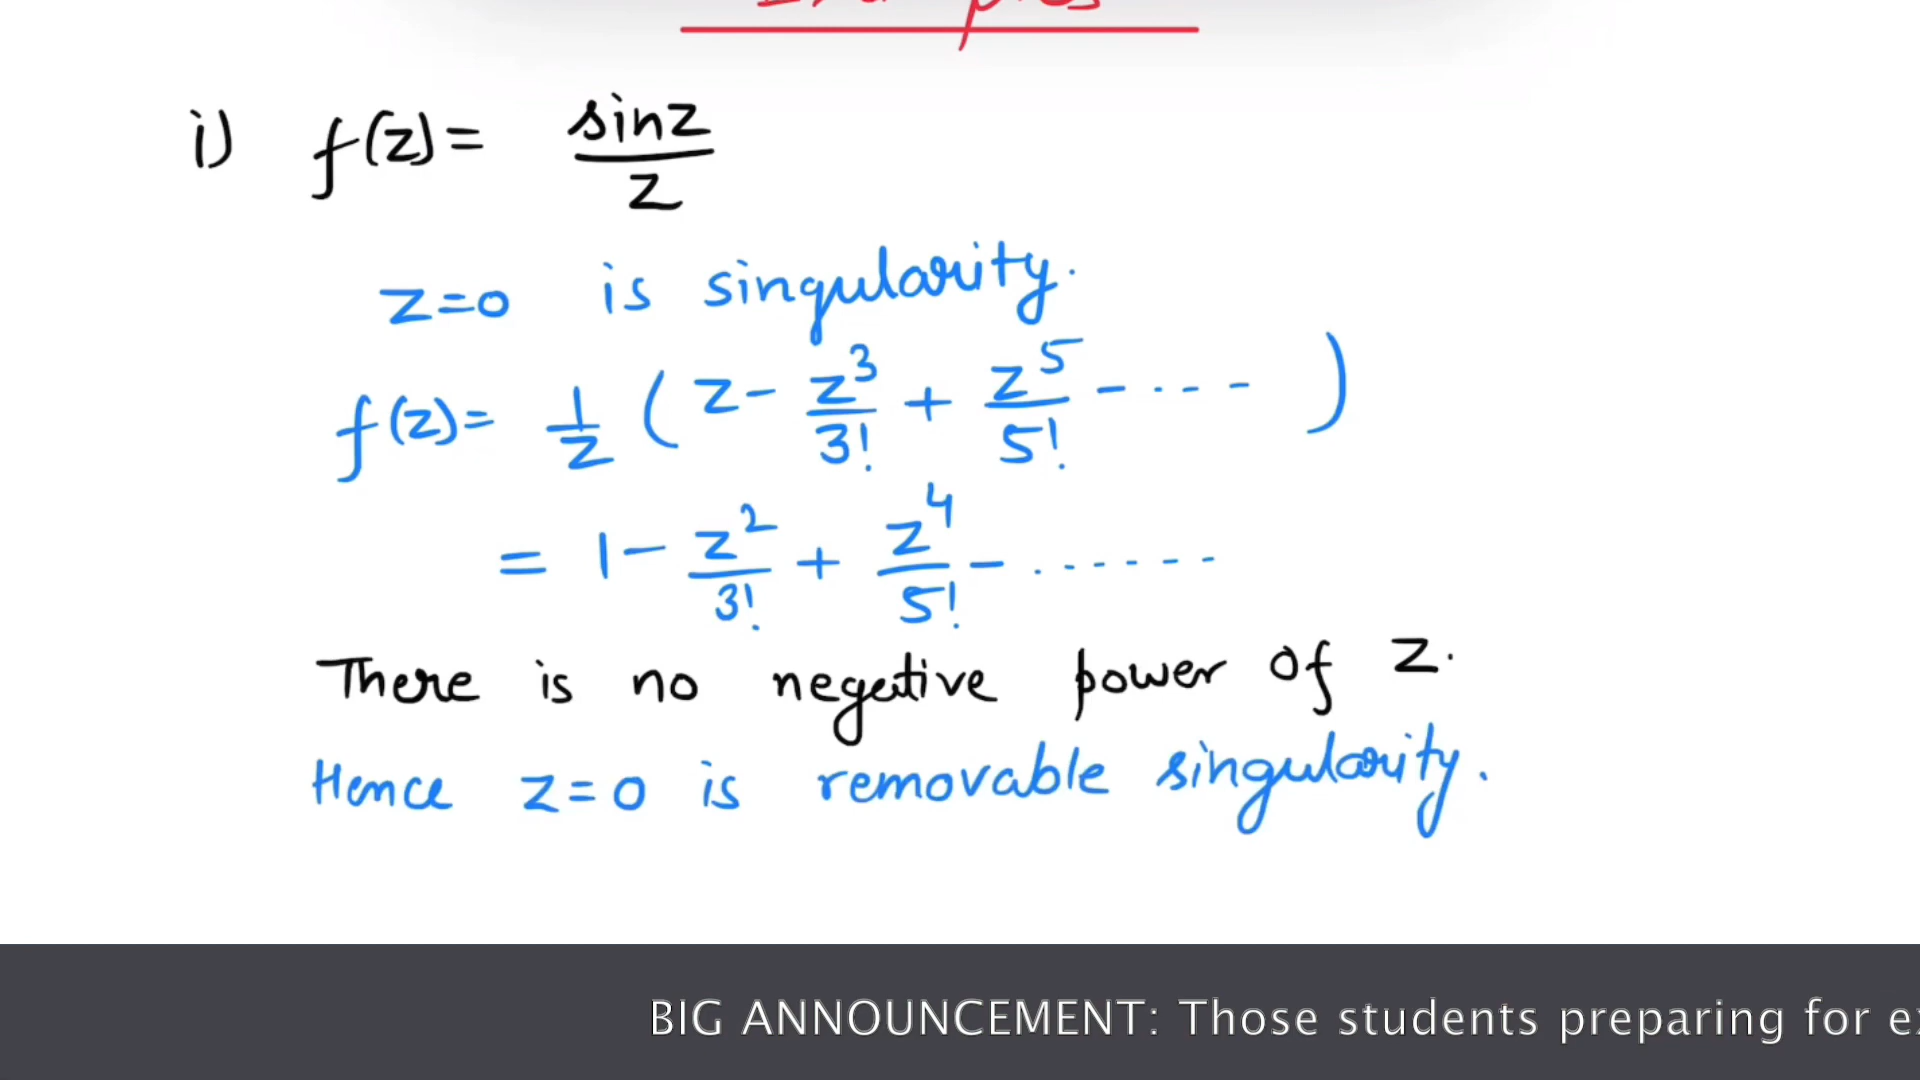 i) f(z) = sinz / z
z=0 is singularity.
f(z) = 1/z ( z - z³/3! + z⁵/5! - ---- )
= 1 - z²/3! + z⁴/5! - .......
There is no negative power of z.
Hence z=0 is removable singularity.
BIG ANNOUNCEMENT: Those students preparing for